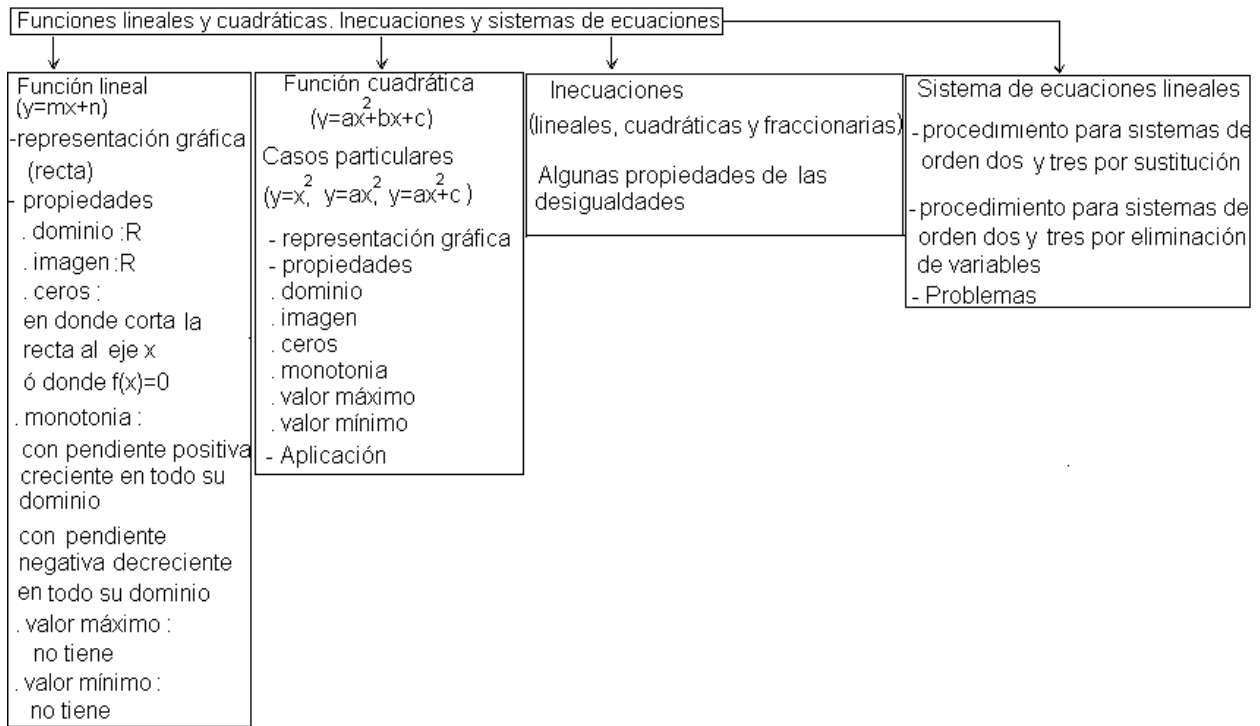 Funciones lineales y cuadráticas. Inecuaciones y sistemas de ecuaciones
Función lineal
(y=mx+n)
-representación gráfica
(recta)
- propiedades
. dominio :R
. imagen :R
. ceros :
en donde corta la
recta al eje x
ó donde f(x)=0
. monotonia :
con pendiente positiva
creciente en todo su
dominio
con pendiente
negativa decreciente
en todo su dominio
. valor máximo :
no tiene
. valor mínimo :
no tiene
Función cuadrática
(y=ax²+bx+c)
Casos particulares
(y=x², y=ax², y=ax²+c )
- representación gráfica
- propiedades
. dominio
. imagen
. ceros
. monotonia
. valor máximo
. valor mínimo
- Aplicación
Inecuaciones
(lineales, cuadráticas y fraccionarias)
Algunas propiedades de las
desigualdades
Sistema de ecuaciones lineales
- procedimiento para sistemas de
orden dos y tres por sustitución
- procedimiento para sistemas de
orden dos y tres por eliminación
de variables
- Problemas